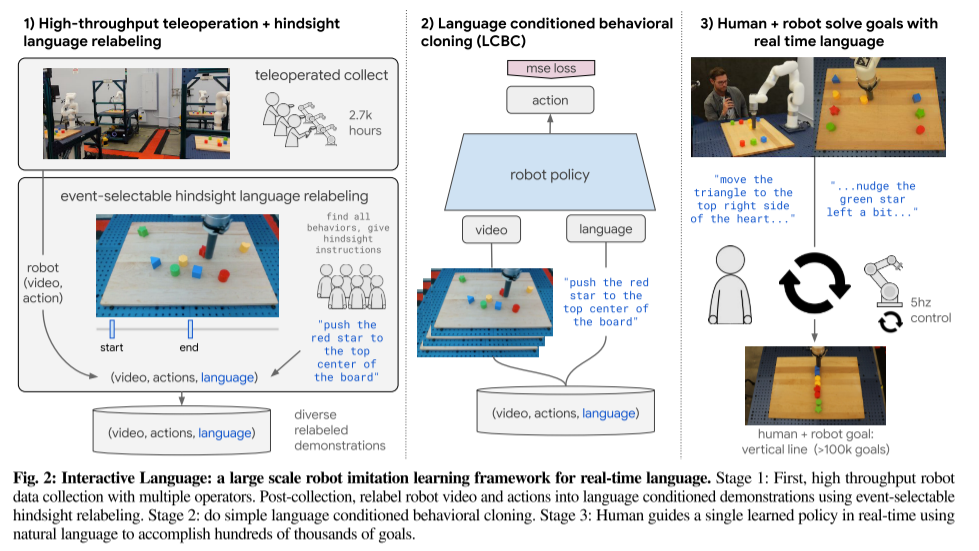 1) High-throughput teleoperation + hindsight
language relabeling
teleoperated collect
2.7k
hours
event-selectable hindsight language relabeling
find all
behaviors, give
hindsight
instructions
robot
(video,
action)
start
end
"push the
red star to
the top
center of
the board"
(video, actions, language)
(video, actions, language)
diverse
relabeled
demonstrations
2) Language conditioned behavioral
cloning (LCBC)
mse loss
action
robot policy
video
language
"push the red
star to the
top center of
the board"
(video, actions, language)
3) Human + robot solve goals with
real time language
"move the
triangle to the
top right side
of the heart..."
"...nudge the
green star
left a bit..."
5hz
control
human + robot goal:
vertical line (>100k goals)
Fig. 2: Interactive Language: a large scale robot imitation learning framework for real-time language. Stage 1: First, high throughput robot
data collection with multiple operators. Post-collection, relabel robot video and actions into language conditioned demonstrations using event-selectable
hindsight relabeling. Stage 2: do simple language conditioned behavioral cloning. Stage 3: Human guides a single learned policy in real-time using
natural language to accomplish hundreds of thousands of goals.